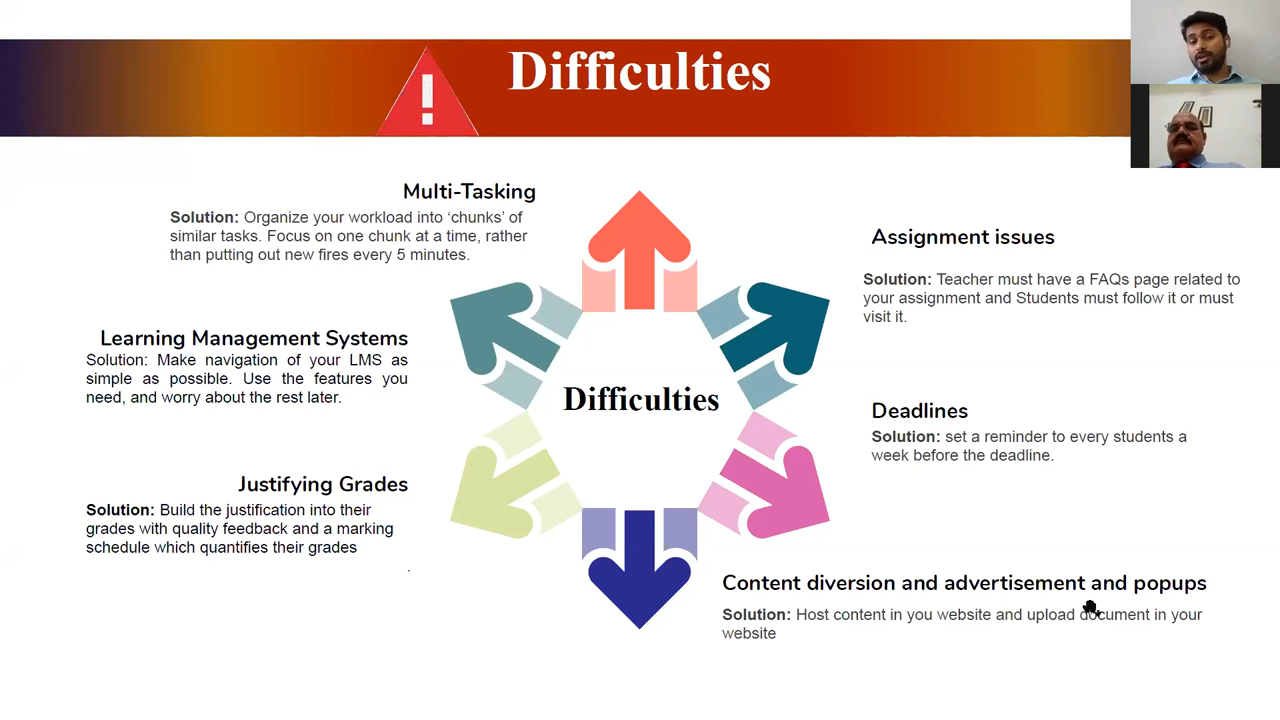 Difficulties
Multi-Tasking
Solution: Organize your workload into ‘chunks’ of
similar tasks. Focus on one chunk at a time, rather
than putting out new fires every 5 minutes.
Learning Management Systems
Solution: Make navigation of your LMS as
simple as possible. Use the features you
need, and worry about the rest later.
Justifying Grades
Solution: Build the justification into their
grades with quality feedback and a marking
schedule which quantifies their grades
.
Difficulties
Assignment issues
Solution: Teacher must have a FAQs page related to
your assignment and Students must follow it or must
visit it.
Deadlines
Solution: set a reminder to every students a
week before the deadline.
Content diversion and advertisement and popups
Solution: Host content in you website and upload document in your
website